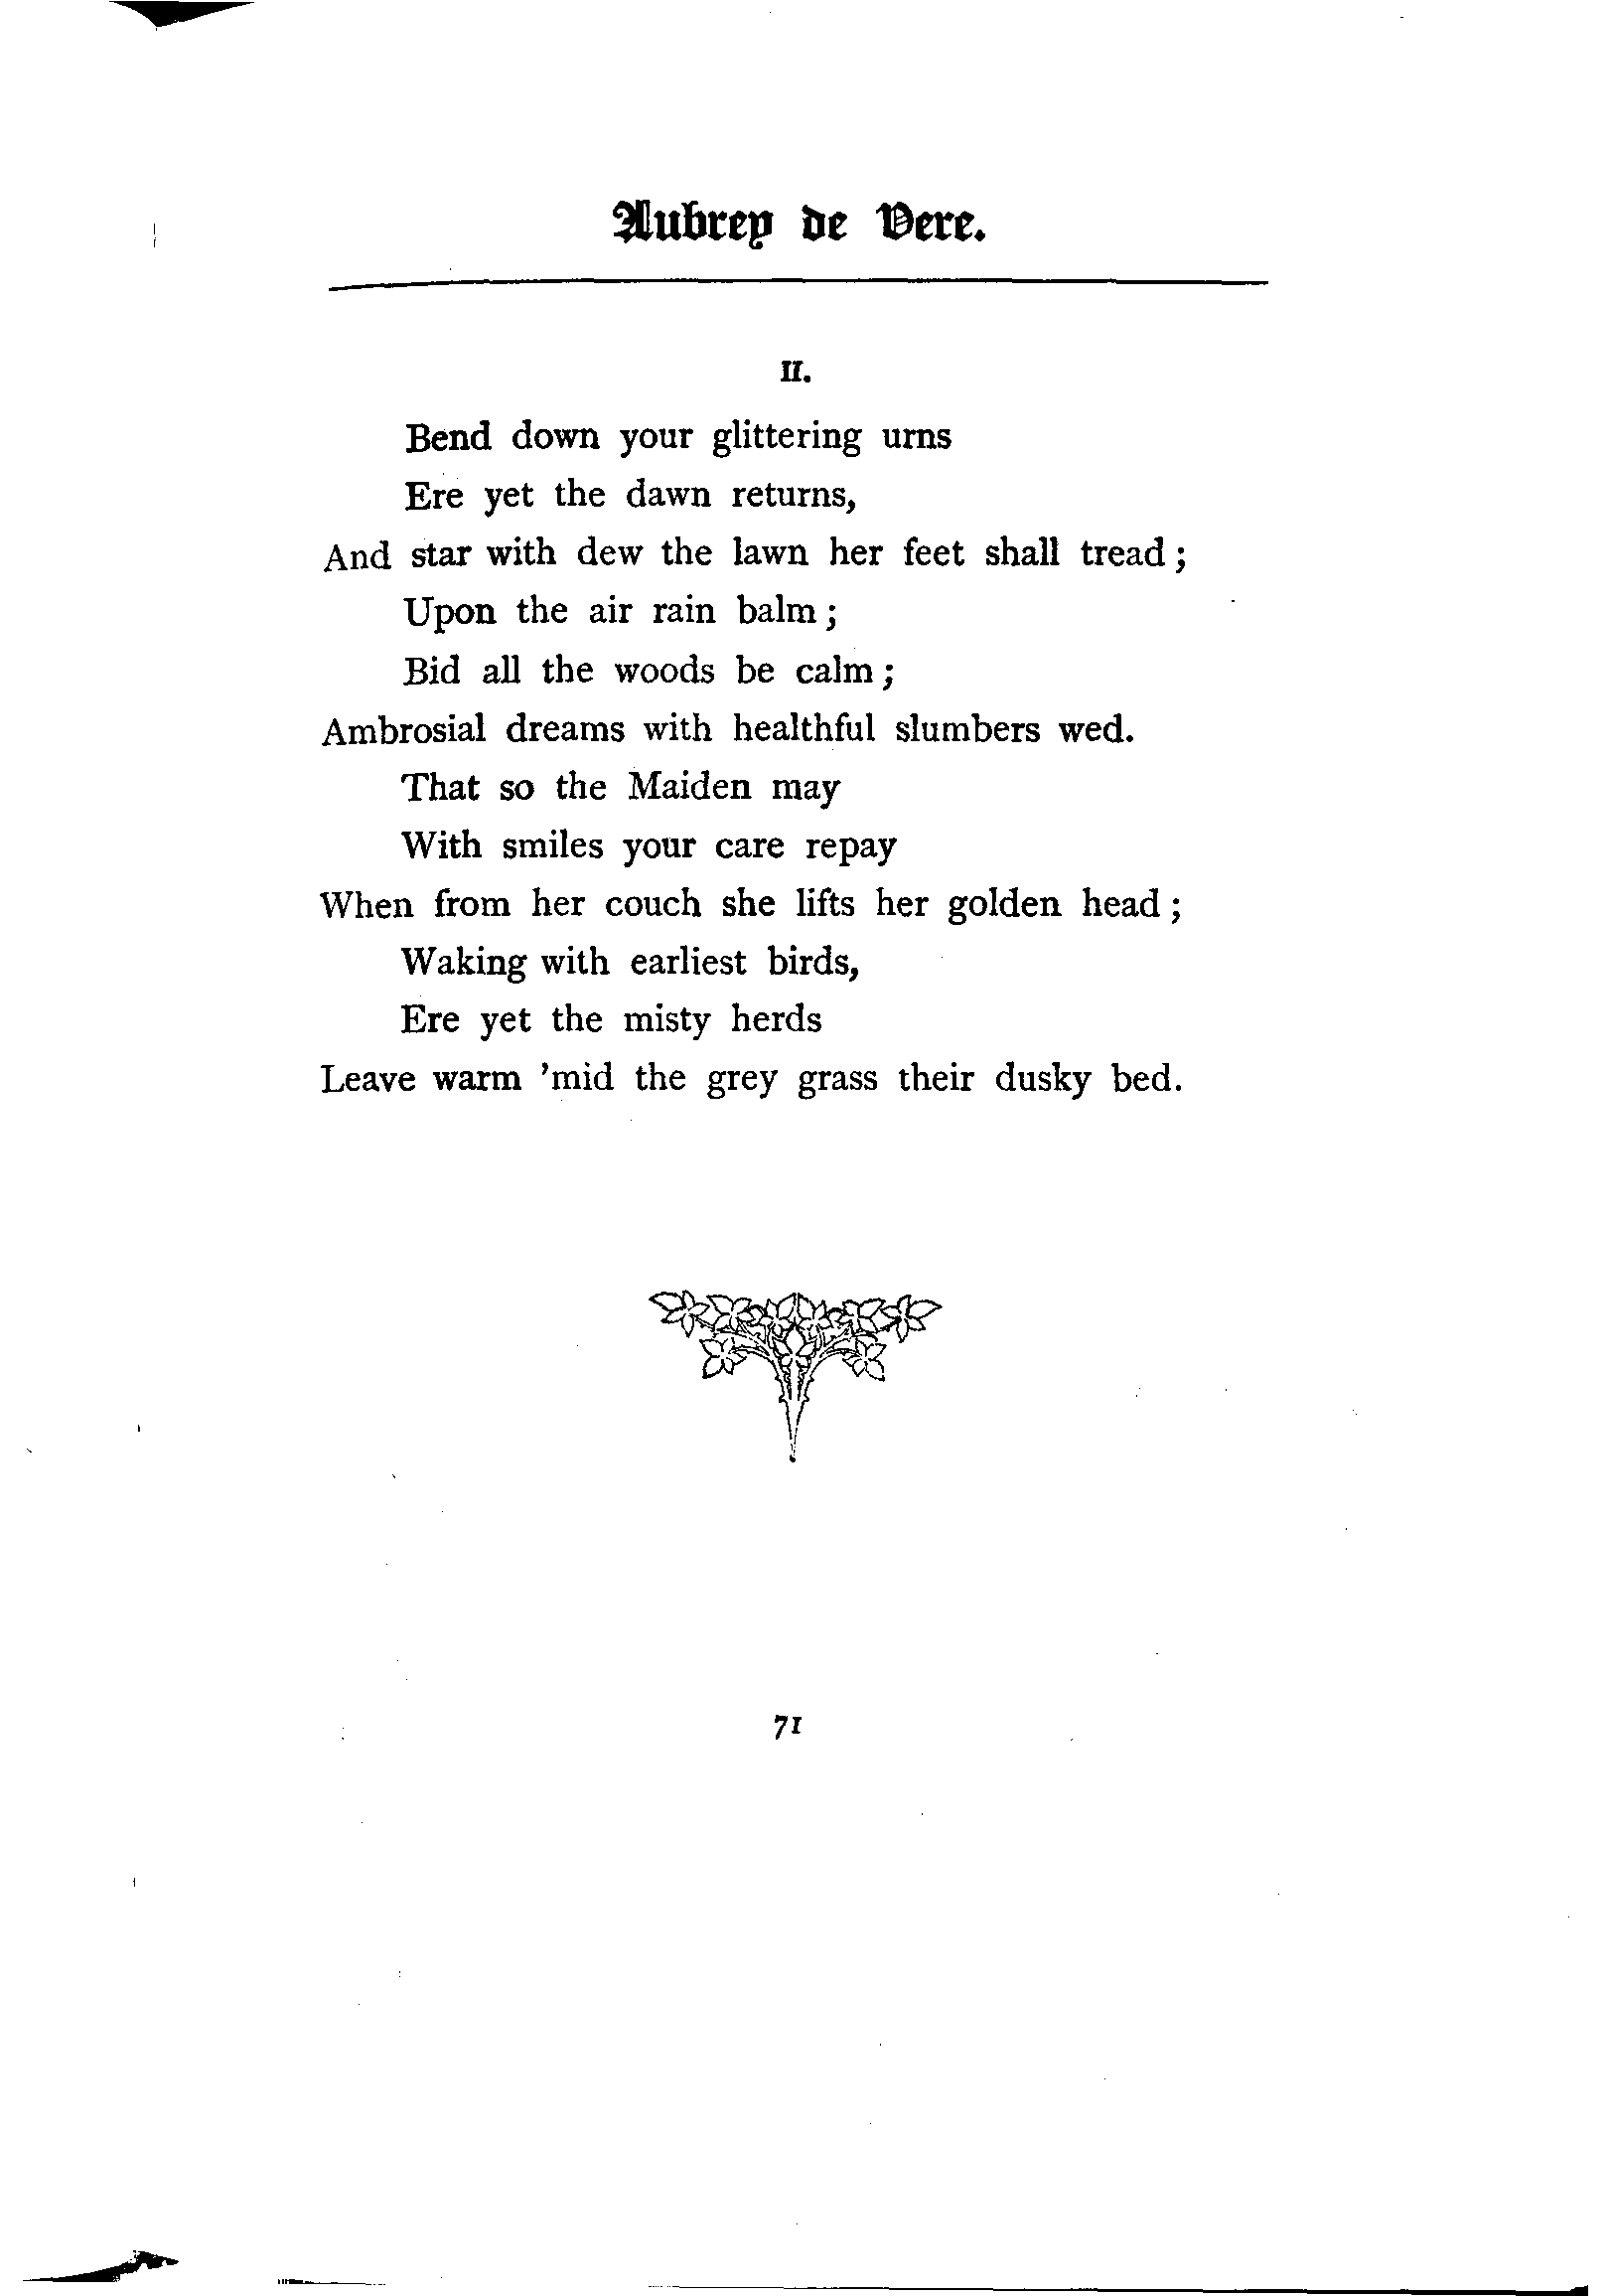 Aubrey de Vere.
II.
Bend down your glittering urns
Ere yet the dawn returns,
And star with dew the lawn her feet shall tread ;
Upon the air rain balm ;
Bid all the woods be calm ;
Ambrosial dreams with healthful slumbers wed.
That so the Maiden may
With smiles your care repay
When from her couch she lifts her golden head ;
Waking with earliest birds,
Ere yet the misty herds
Leave warm ’mid the grey grass their dusky bed.
71